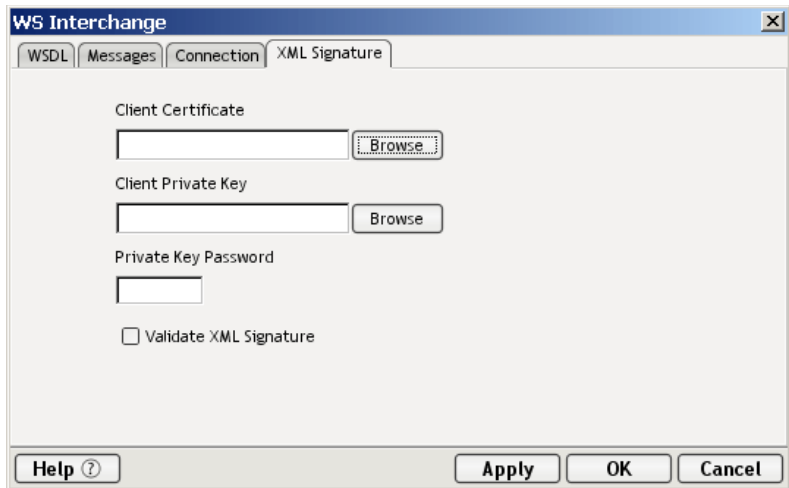 WS Interchange
WSDL Messages Connection XML Signature
Client Certificate
Browse
Client Private Key
Browse
Private Key Password
Validate XML Signature
Help ? Apply OK Cancel